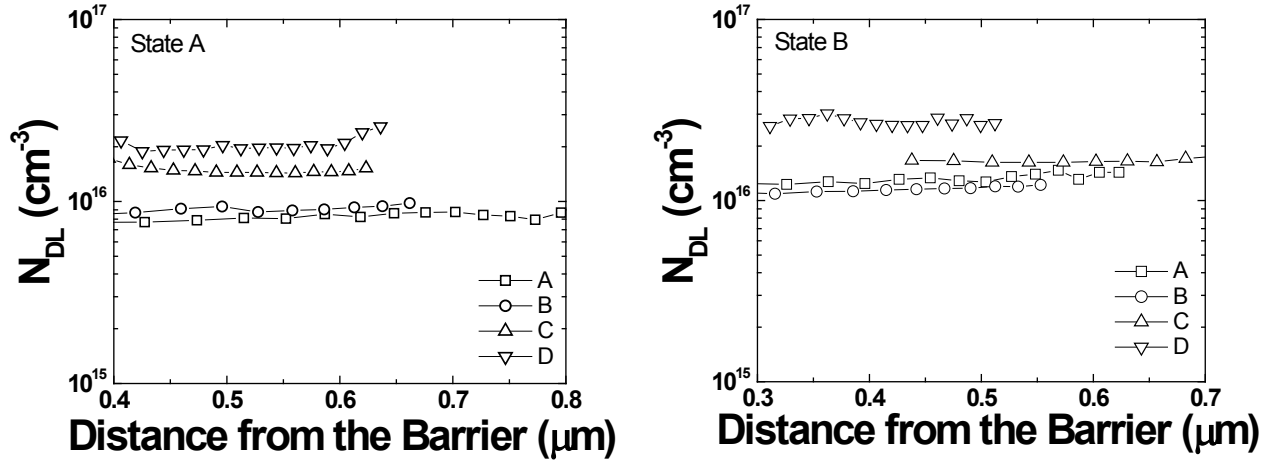 State A
10^17
10^16
10^15
N_DL (cm^-3)
0.4 0.5 0.6 0.7 0.8
Distance from the Barrier (μm)
A
B
C
D
State B
10^17
10^16
10^15
N_DL (cm^-3)
0.3 0.4 0.5 0.6 0.7
Distance from the Barrier (μm)
A
B
C
D